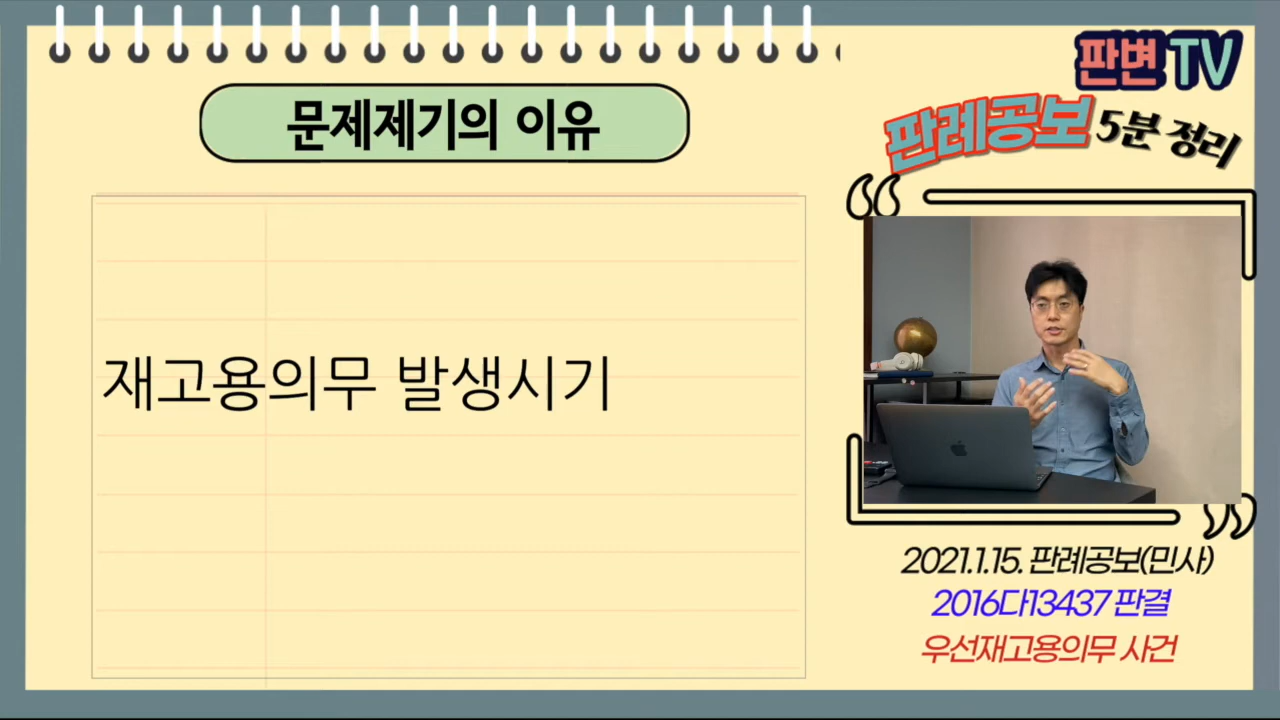 문제제기의 이유
재고용의무 발생시기
판변 TV
판례공보 5분 정리
2021.1.15. 판례공보(민사)
2016다13437 판결
우선재고용의무 사건